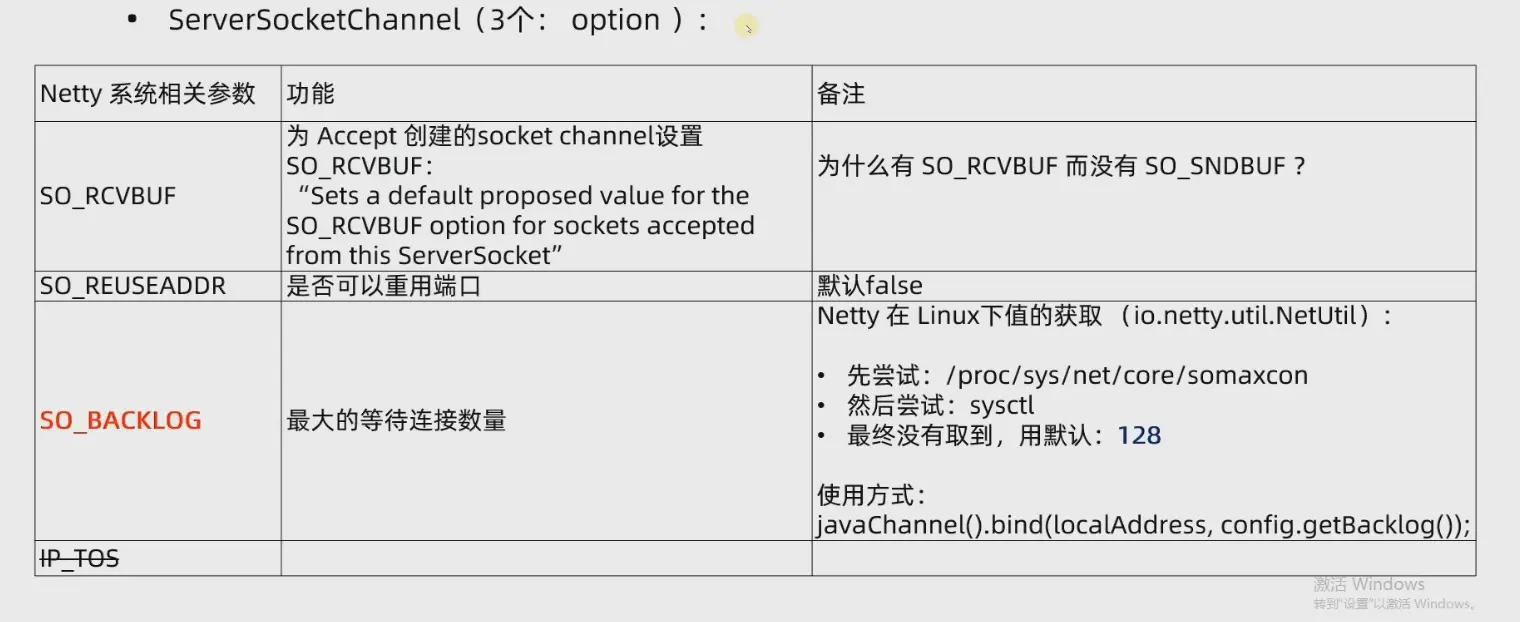 • ServerSocketChannel（3个： option ）:
Netty 系统相关参数
功能
备注
SO_RCVBUF
为 Accept 创建的socket channel设置
SO_RCVBUF：
“Sets a default proposed value for the
SO_RCVBUF option for sockets accepted
from this ServerSocket”
为什么有 SO_RCVBUF 而没有 SO_SNDBUF ？
SO_REUSEADDR
是否可以重用端口
默认false
SO_BACKLOG
最大的等待连接数量
Netty 在 Linux下值的获取 （io.netty.util.NetUtil）:
• 先尝试：/proc/sys/net/core/somaxcon
• 然后尝试：sysctl
• 最终没有取到，用默认：128
使用方式：
javaChannel().bind(localAddress, config.getBacklog());
IP_TOS
激活 Windows
转到“设置”以激活 Windows。